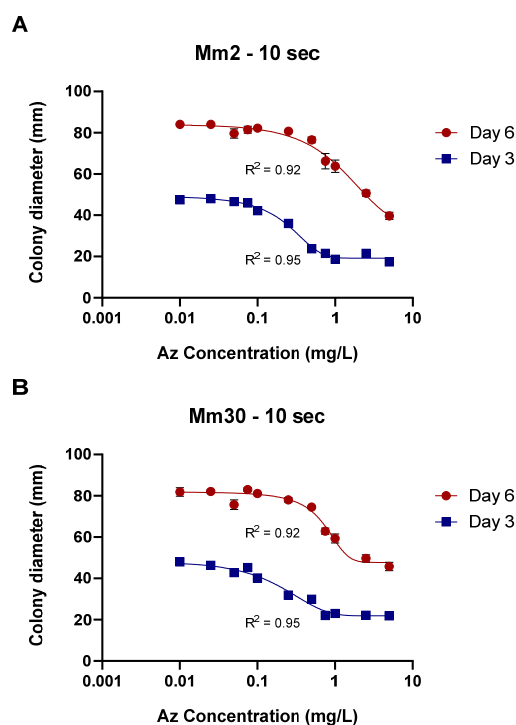 A
Mm2 - 10 sec
100
80
60
40
20
0
Colony diameter (mm)
R² = 0.92
R² = 0.95
Day 6
Day 3
0.001
0.01
0.1
1
10
Az Concentration (mg/L)
B
Mm30 - 10 sec
100
80
60
40
20
0
Colony diameter (mm)
R² = 0.92
R² = 0.95
Day 6
Day 3
0.001
0.01
0.1
1
10
Az Concentration (mg/L)